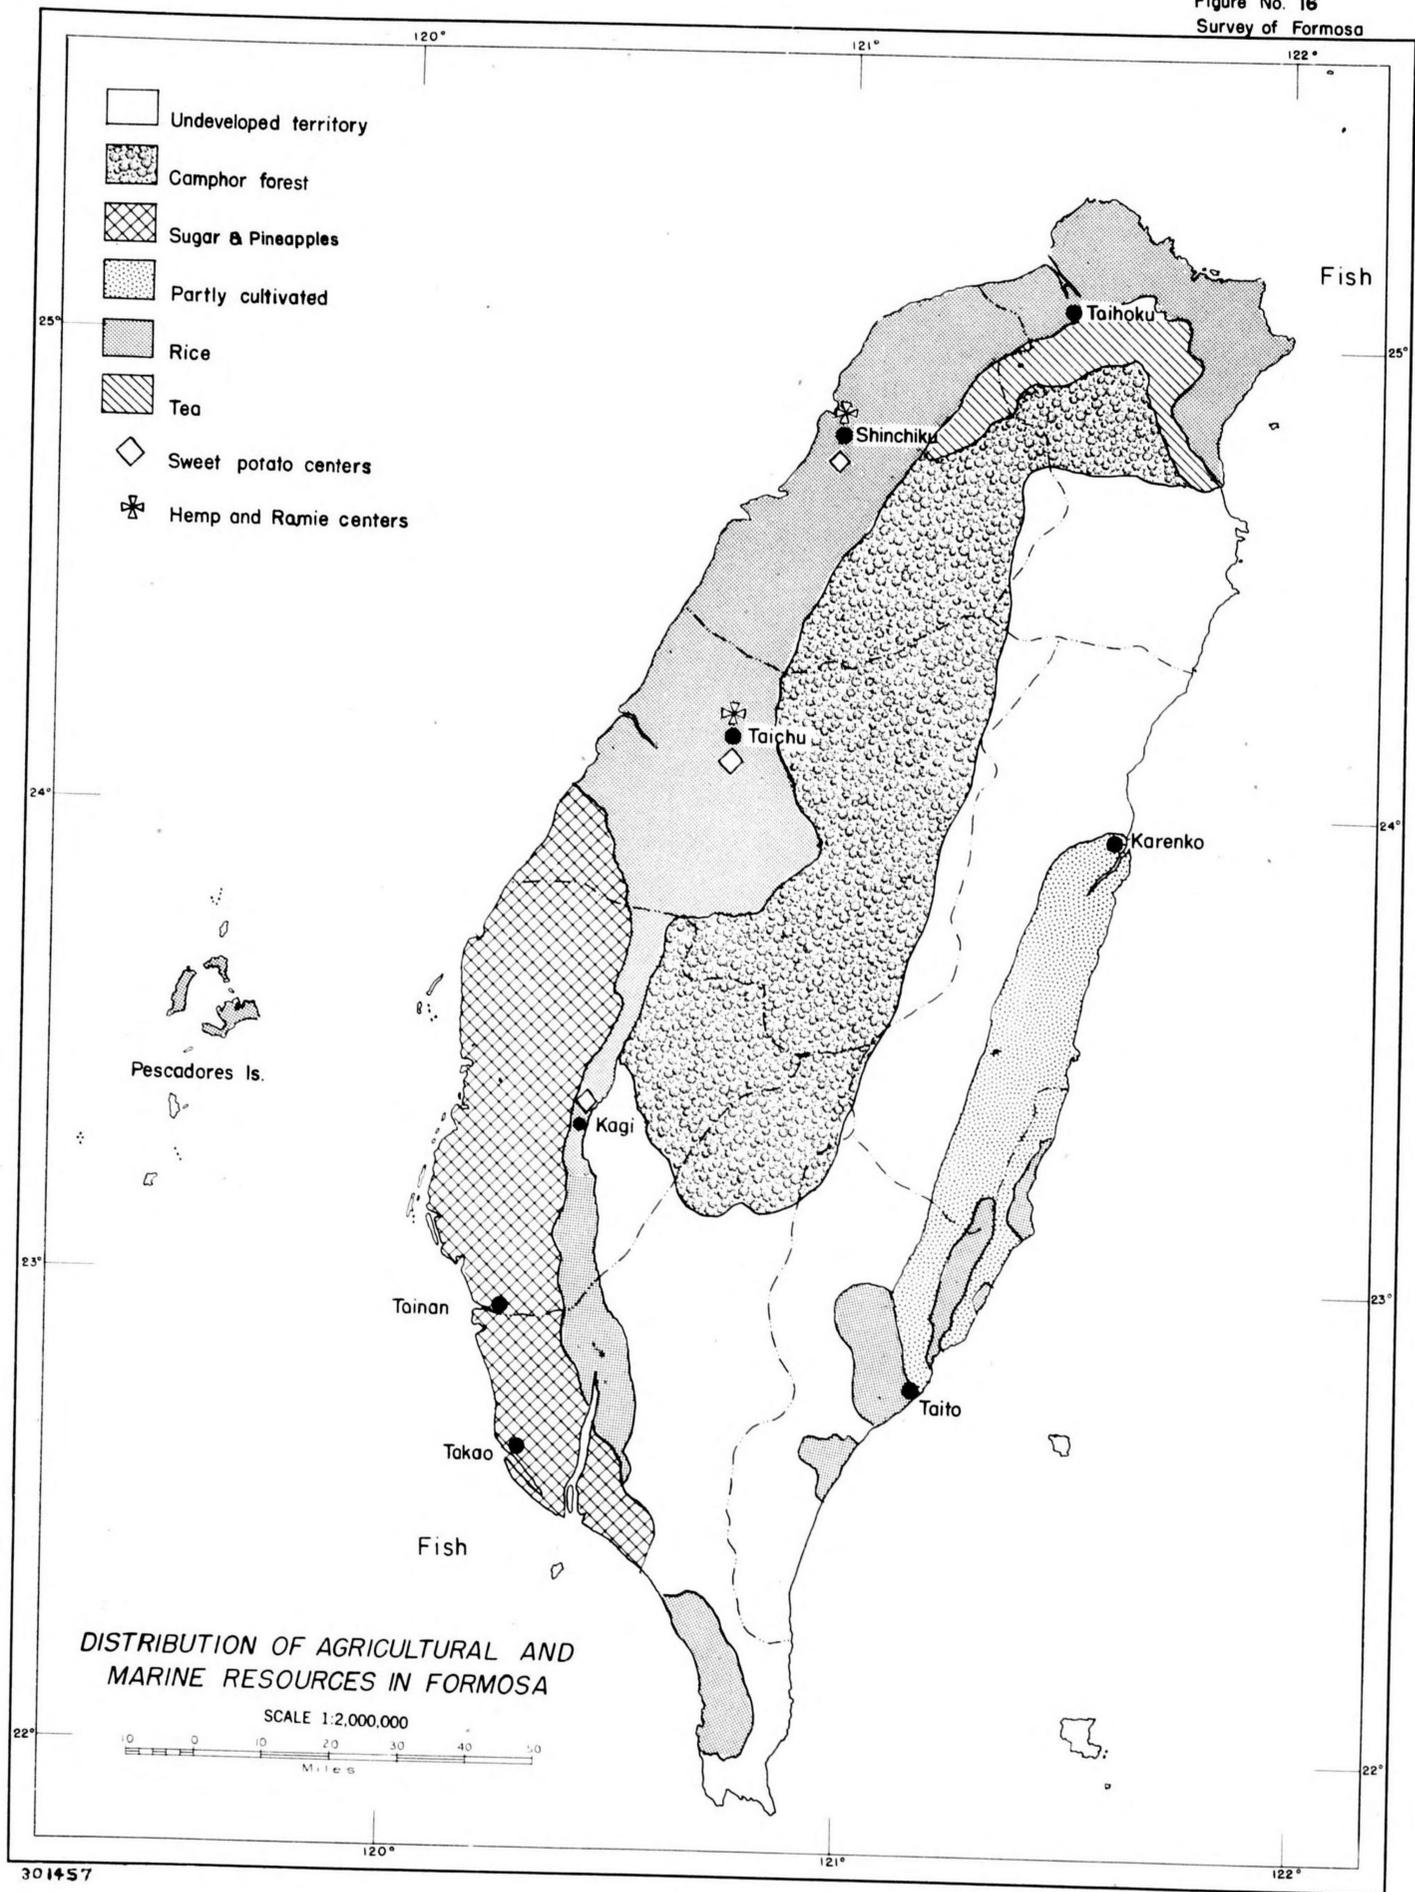 Figure No. 16
Survey of Formosa
120°
121°
122°
Undeveloped territory
Camphor forest
Sugar & Pineapples
Partly cultivated
Rice
Tea
Sweet potato centers
Hemp and Ramie centers
Fish
25°
25°
Taihoku
Shinchiku
Taichu
24°
24°
Karenko
Pescadores Is.
Kagi
23°
23°
Tainan
Taito
Takao
Fish
DISTRIBUTION OF AGRICULTURAL AND
MARINE RESOURCES IN FORMOSA
SCALE 1:2,000,000
10 0 10 20 30 40 50
Miles
22°
22°
120°
121°
122°
301457